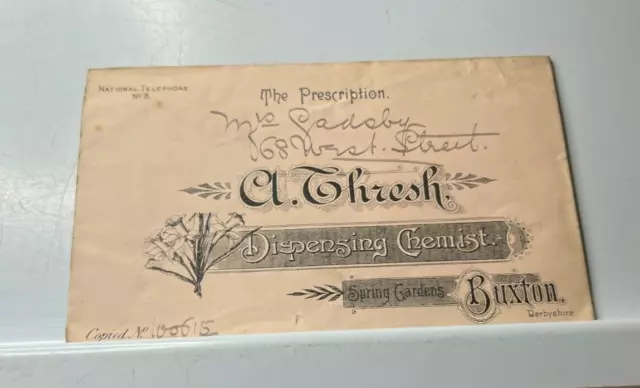 National Telephone
No 8.
The Prescription.
Mrs Gadsby
168 West Street.
A. Thresh,
Dispensing Chemist.
Spring Gardens Buxton,
Derbyshire
Copied No 100615